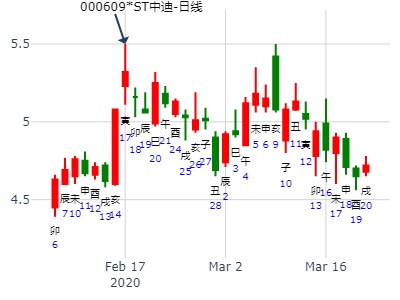 000609*ST中迪-日线
5.5
5
4.5
卯
6
辰
7
未
10
申
11
酉
12
戌
13
亥
14
寅
17
卯
18
辰
19
巳
20
午
21
酉
24
戌
25
亥
26
子
27
丑
28
辰
2
巳
3
午
4
未
5
申
6
亥
9
子
10
丑
11
寅
12
卯
13
午
16
未
17
申
18
酉
19
戌
20
Feb 17
2020
Mar 2
Mar 16